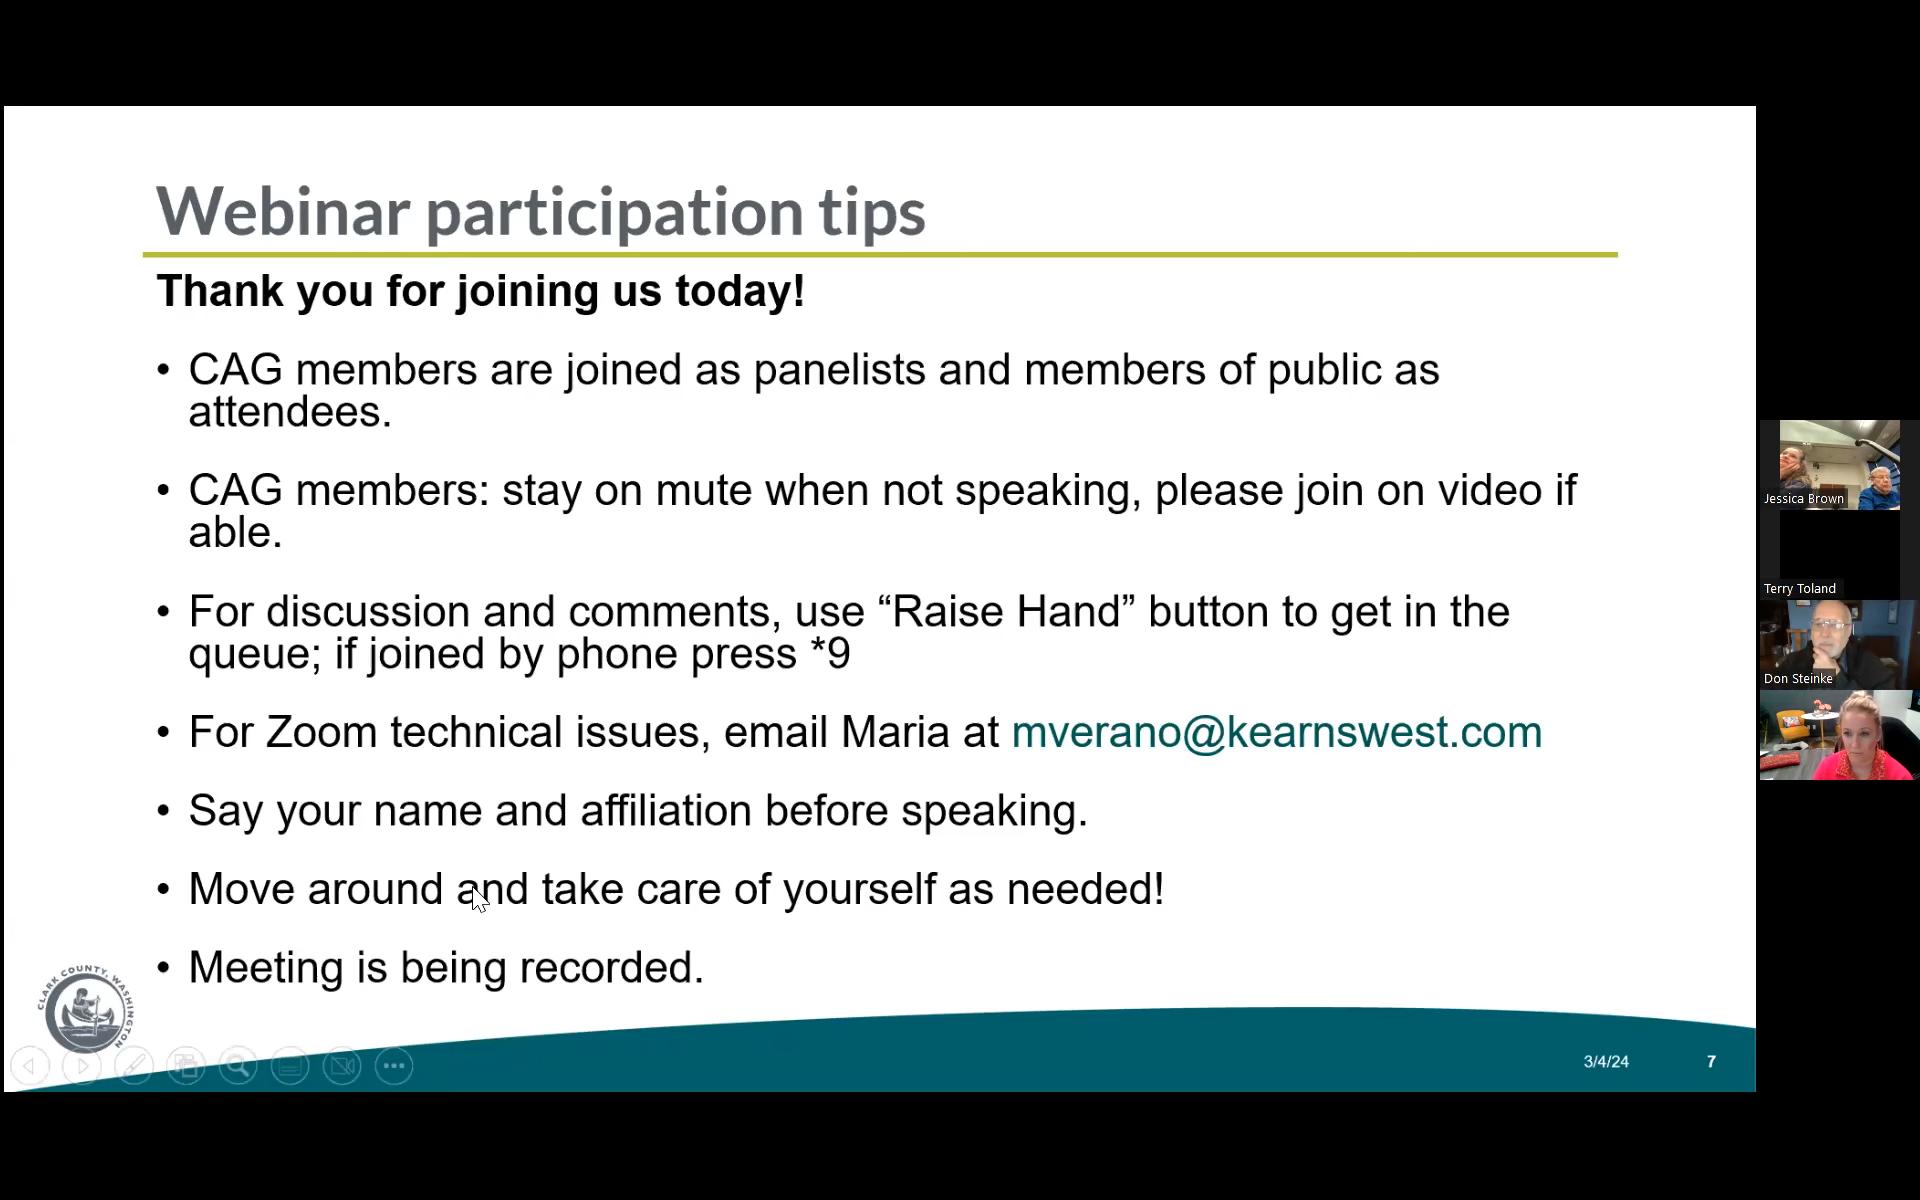 Webinar participation tips
Thank you for joining us today!
• CAG members are joined as panelists and members of public as
attendees.
• CAG members: stay on mute when not speaking, please join on video if
able.
• For discussion and comments, use “Raise Hand” button to get in the
queue; if joined by phone press *9
• For Zoom technical issues, email Maria at mverano@kearnswest.com
• Say your name and affiliation before speaking.
• Move around and take care of yourself as needed!
• Meeting is being recorded.
CLARK COUNTY, WASHINGTON
3/4/24
7
Jessica Brown
Terry Toland
Don Steinke